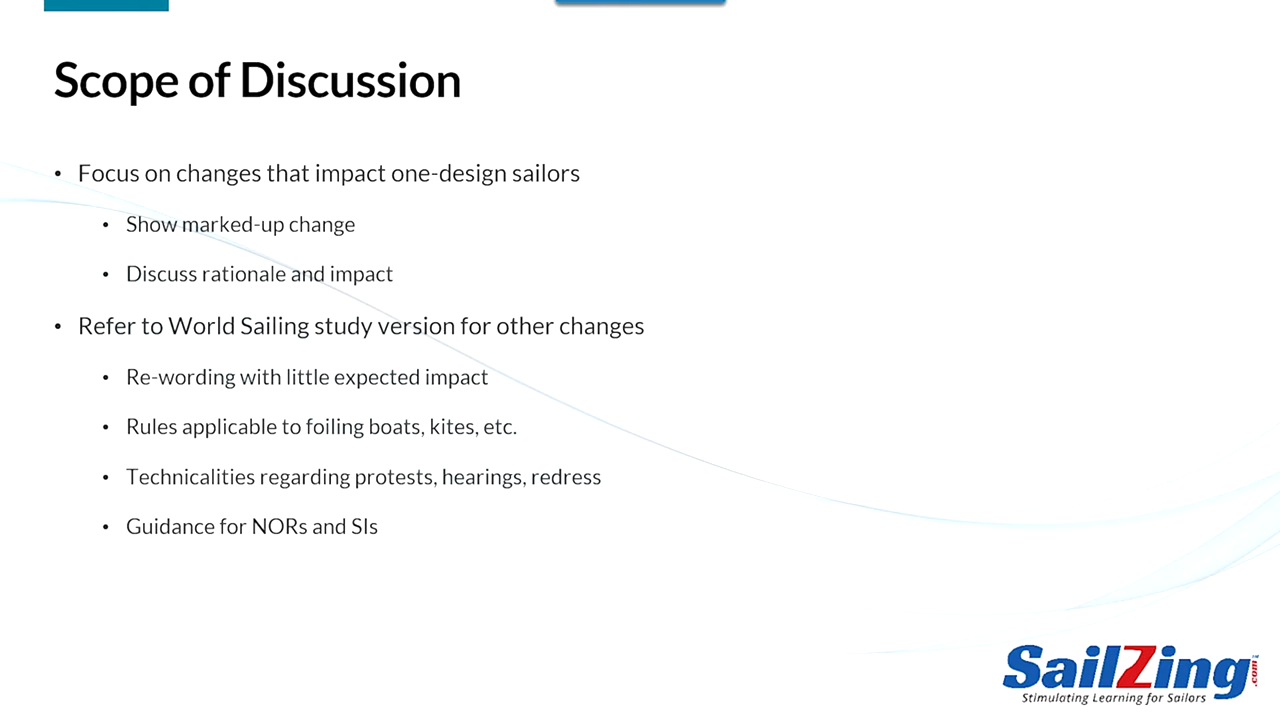 Scope of Discussion
• Focus on changes that impact one-design sailors
• Show marked-up change
• Discuss rationale and impact
• Refer to World Sailing study version for other changes
• Re-wording with little expected impact
• Rules applicable to foiling boats, kites, etc.
• Technicalities regarding protests, hearings, redress
• Guidance for NORs and SIs
SailZing.com
Stimulating Learning for Sailors